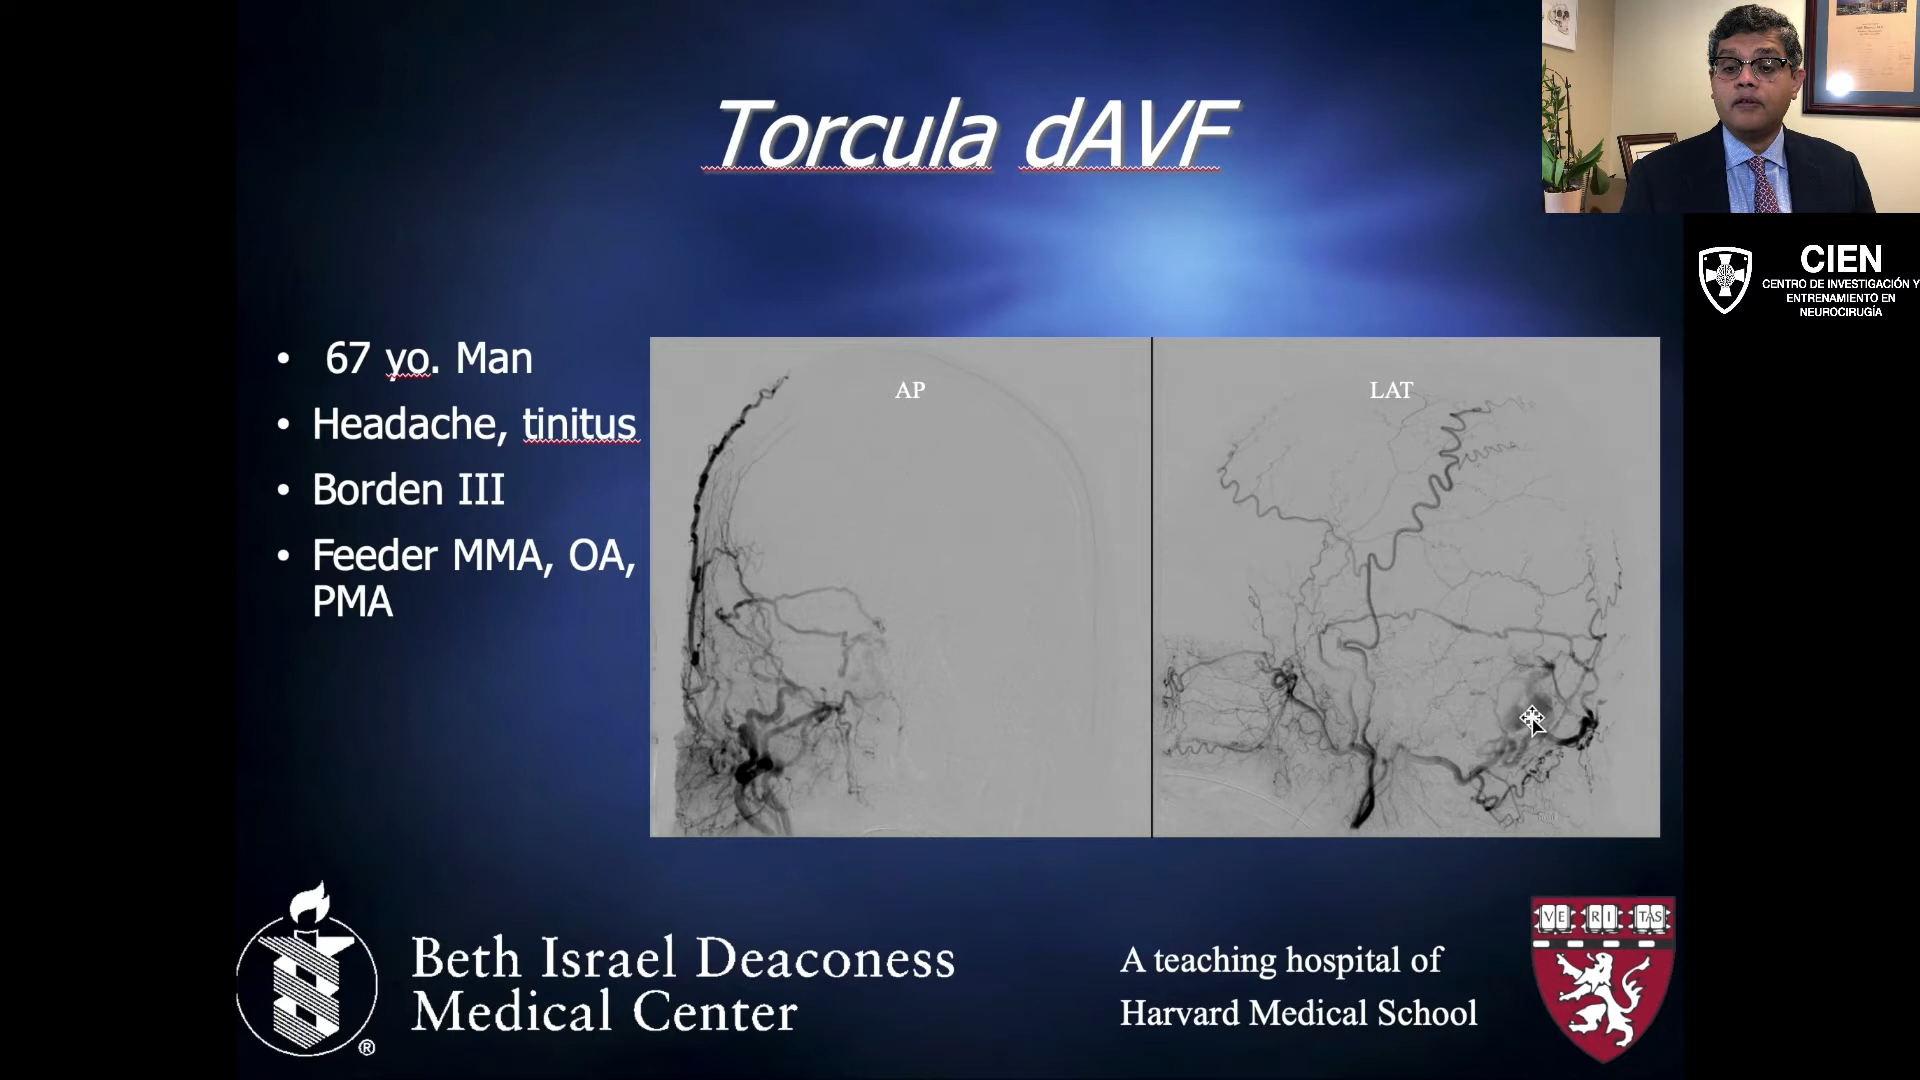 Torcula dAVF
CIEN
CENTRO DE INVESTIGACIÓN Y
ENTRENAMIENTO EN
NEUROCIRUGÍA
• 67 yo. Man
• Headache, tinitus
• Borden III
• Feeder MMA, OA,
PMA
AP
LAT
Beth Israel Deaconess
Medical Center
®
A teaching hospital of
Harvard Medical School
VE RI TAS